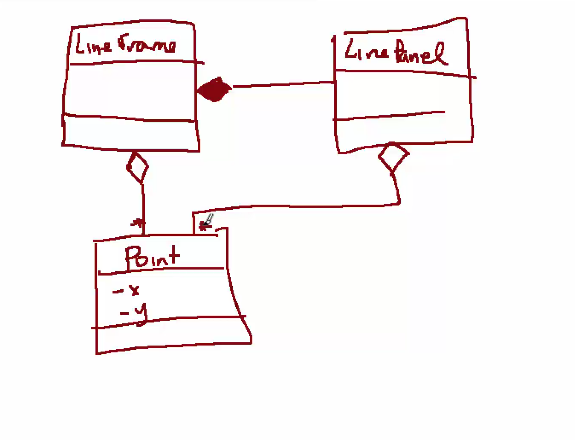 LineFrame
LinePanel
*
*
Point
-x
-y